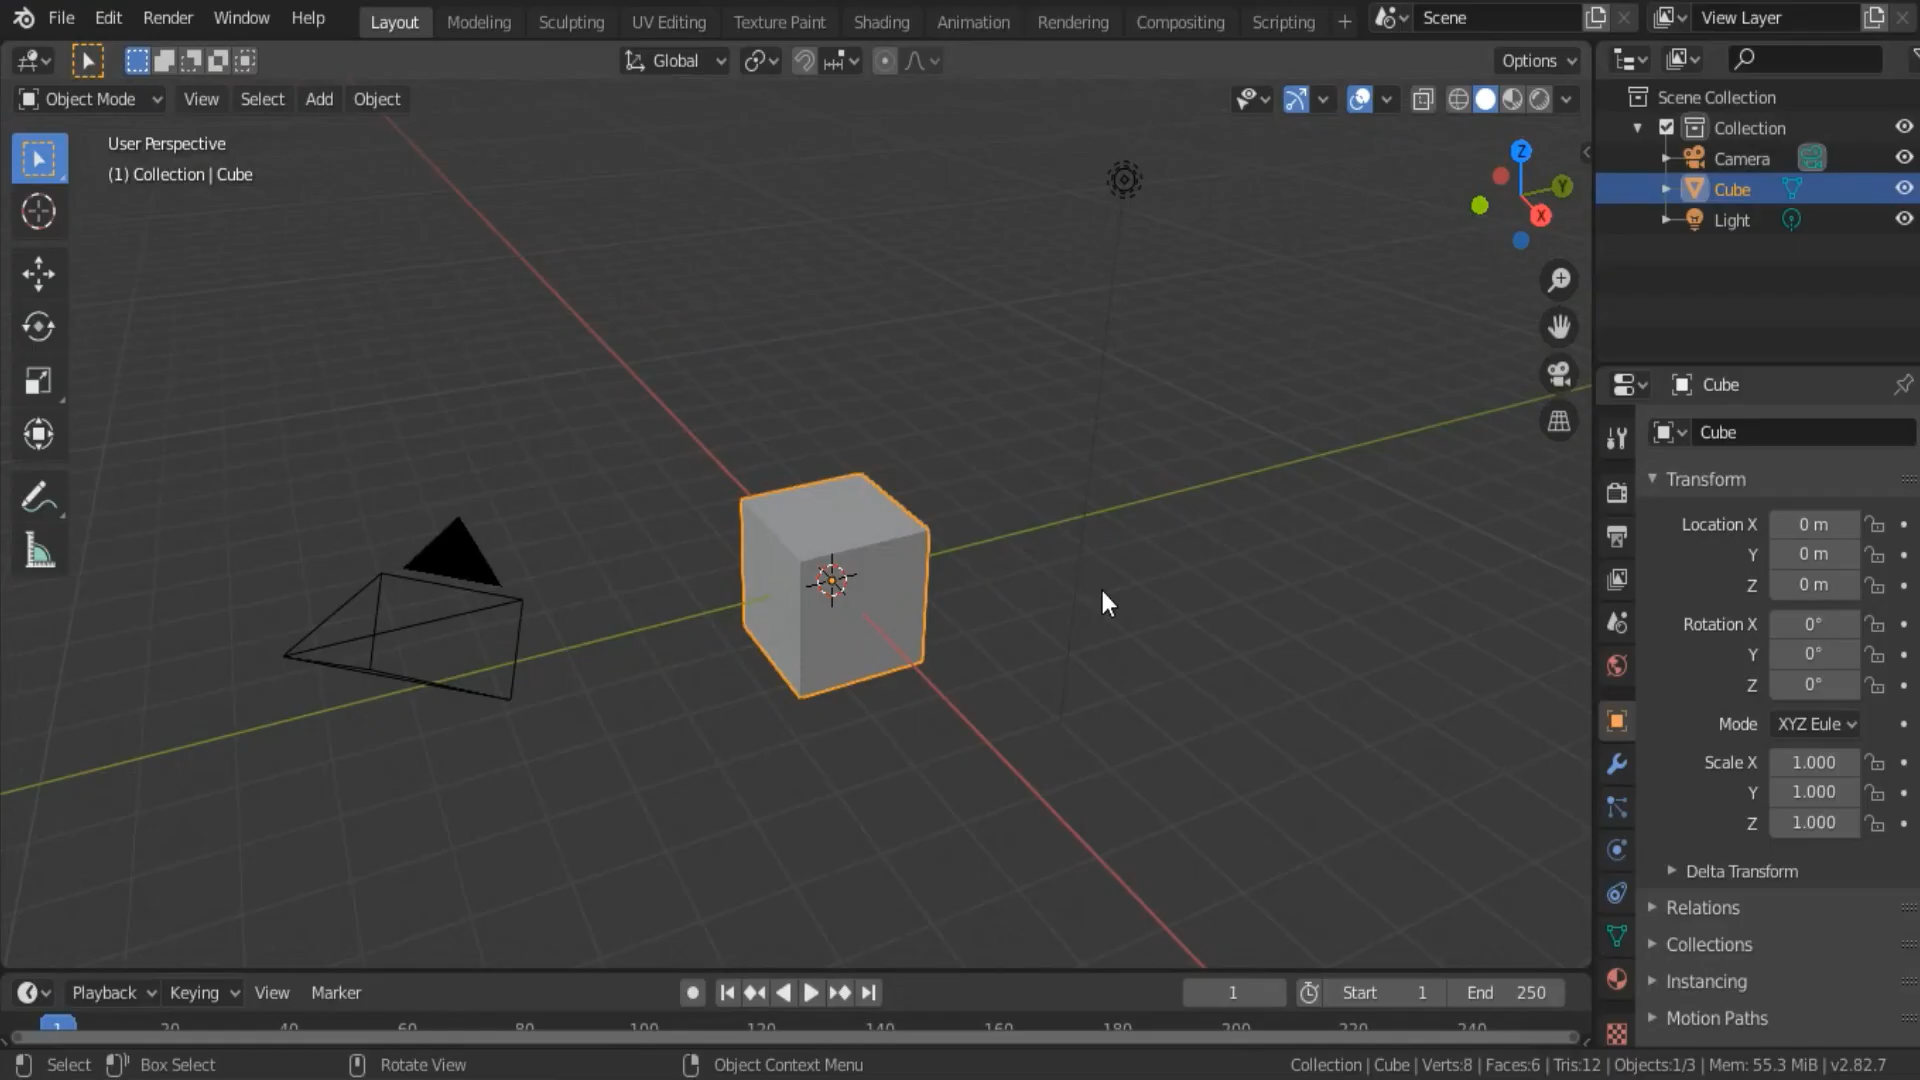 File Edit Render Window Help Layout Modeling Sculpting UV Editing Texture Paint Shading Animation Rendering Compositing Scripting + Scene View Layer
Global Options
Object Mode View Select Add Object
User Perspective
(1) Collection | Cube
Z
Y
X
Scene Collection
Collection
Camera
Cube
Light
Cube
Cube
Transform
Location X 0 m
Y 0 m
Z 0 m
Rotation X 0°
Y 0°
Z 0°
Mode XYZ Eule
Scale X 1.000
Y 1.000
Z 1.000
Delta Transform
Relations
Collections
Instancing
Motion Paths
Playback Keying View Marker 1 Start 1 End 250
1 20 40 60 80 100 120 140 160 180 200 220 240
Select Box Select Rotate View Object Context Menu Collection | Cube | Verts:8 | Faces:6 | Tris:12 | Objects:1/3 | Mem: 55.3 MiB | v2.82.7